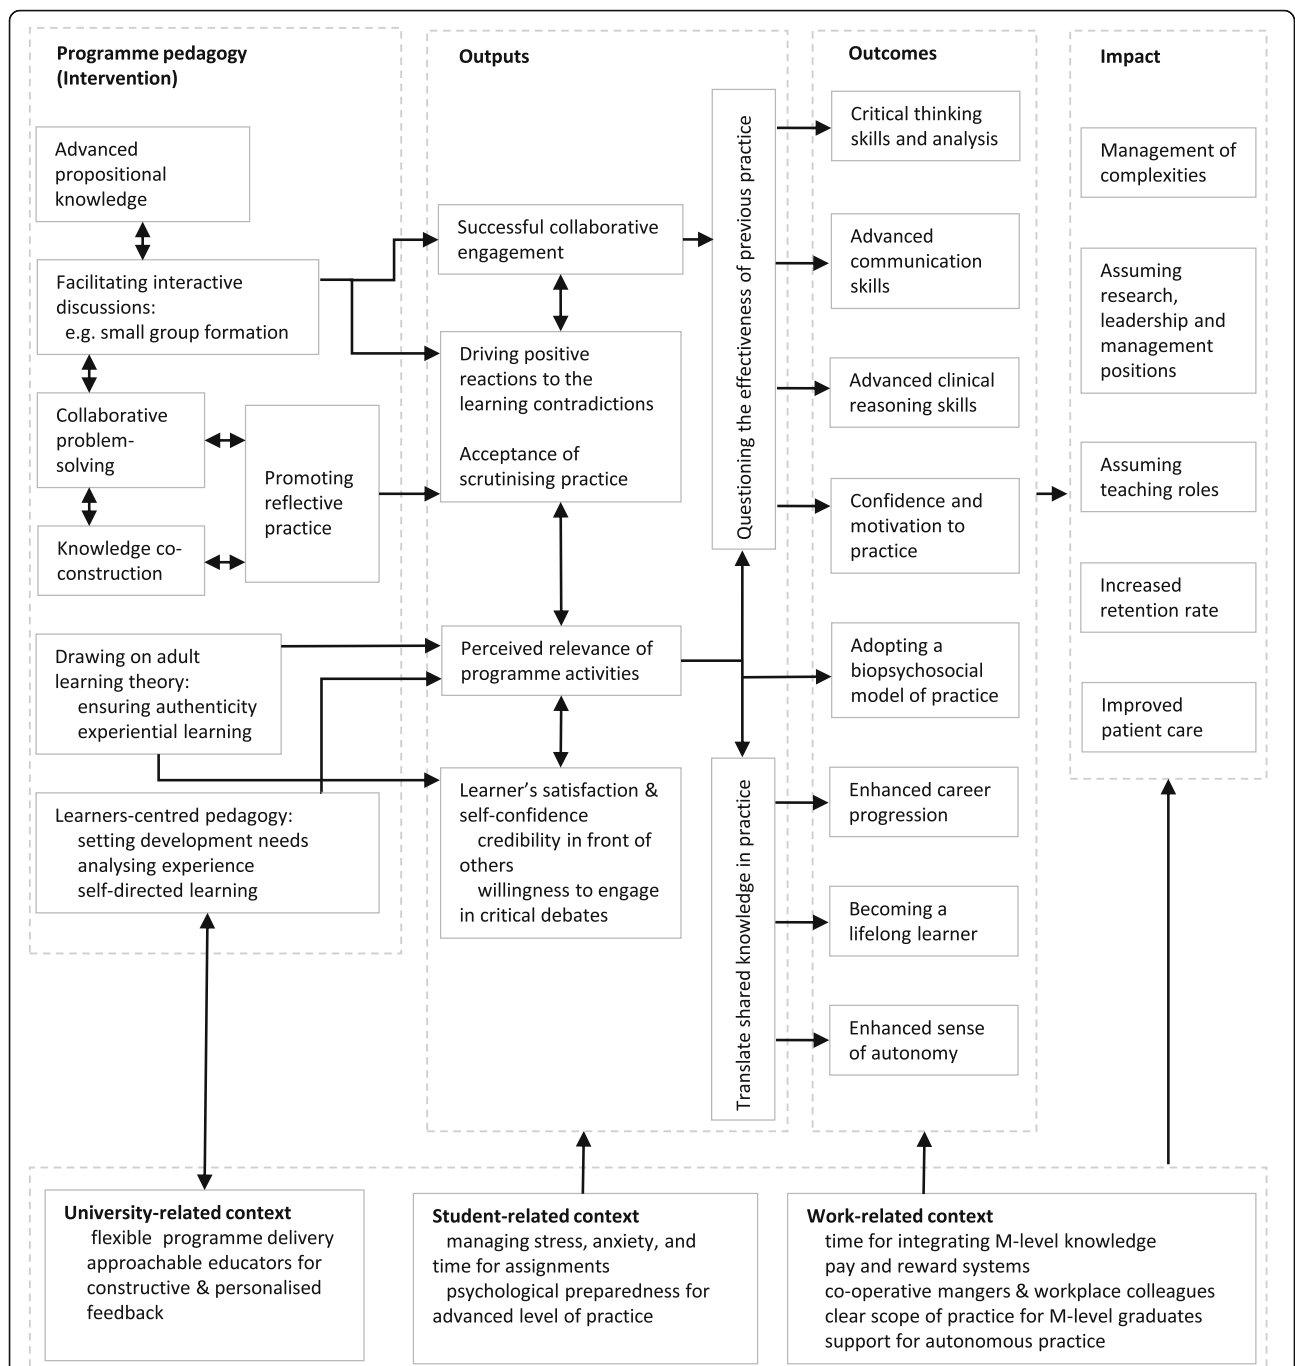 Programme pedagogy
(Intervention)
Advanced
propositional
knowledge
Facilitating interactive
discussions:
e.g. small group formation
Collaborative
problem-
solving
Promoting
reflective
practice
Knowledge co-
construction
Drawing on adult
learning theory:
ensuring authenticity
experiential learning
Learners-centred pedagogy:
setting development needs
analysing experience
self-directed learning
Outputs
Successful collaborative
engagement
Driving positive
reactions to the
learning contradictions
Acceptance of
scrutinising practice
Perceived relevance of
programme activities
Learner's satisfaction &
self-confidence
credibility in front of
others
willingness to engage
in critical debates
Questioning the effectiveness of previous practice
Translate shared knowledge in practice
Outcomes
Critical thinking
skills and analysis
Advanced
communication
skills
Advanced clinical
reasoning skills
Confidence and
motivation to
practice
Adopting a
biopsychosocial
model of practice
Enhanced career
progression
Becoming a
lifelong learner
Enhanced sense
of autonomy
Impact
Management of
complexities
Assuming
research,
leadership and
management
positions
Assuming
teaching roles
Increased
retention rate
Improved
patient care
University-related context
flexible programme delivery
approachable educators for
constructive & personalised
feedback
Student-related context
managing stress, anxiety, and
time for assignments
psychological preparedness for
advanced level of practice
Work-related context
time for integrating M-level knowledge
pay and reward systems
co-operative mangers & workplace colleagues
clear scope of practice for M-level graduates
support for autonomous practice